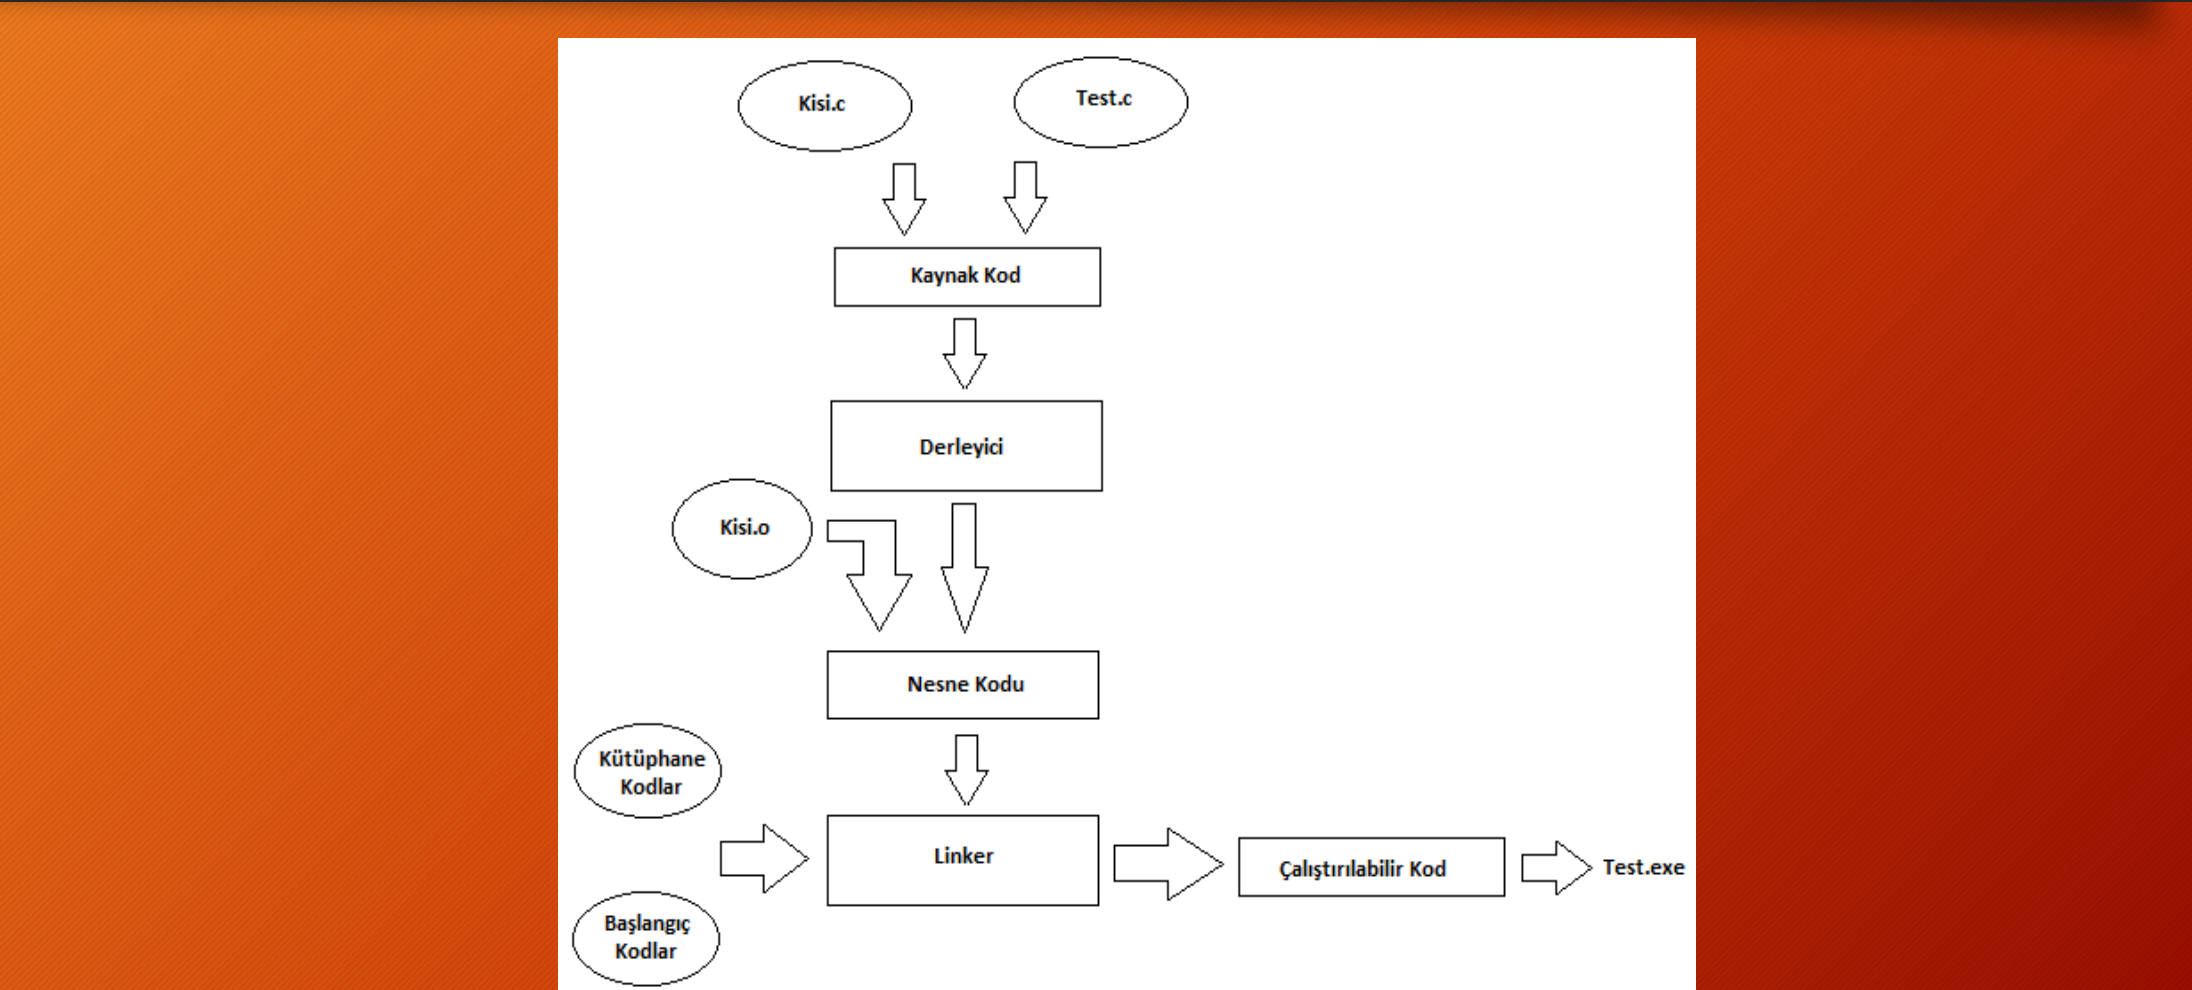 Kisi.c
Test.c
Kaynak Kod
Derleyici
Kisi.o
Nesne Kodu
Kütüphane
Kodlar
Linker
Çalıştırılabilir Kod
Test.exe
Başlangıç
Kodlar